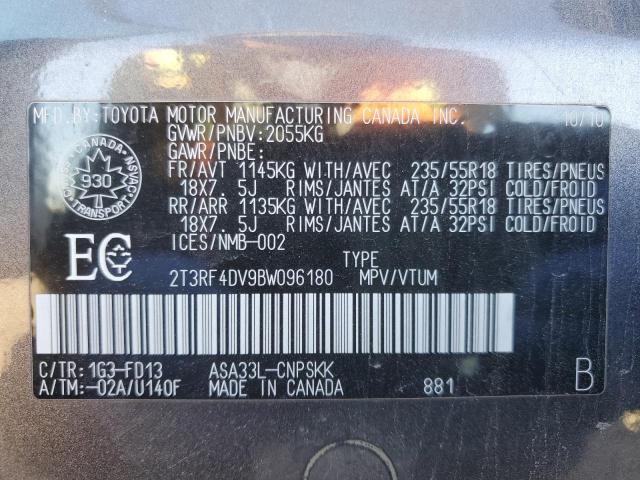 MFD.BY:TOYOTA MOTOR MANUFACTURING CANADA INC. 10/10
GVWR/PNBV:2055KG
GAWR/PNBE:
FR/AVT 1145KG WITH/AVEC 235/55R18 TIRES/PNEUS
18X7.5J RIMS/JANTES AT/A 32PSI COLD/FROID
RR/ARR 1135KG WITH/AVEC 235/55R18 TIRES/PNEUS
18X7.5J RIMS/JANTES AT/A 32PSI COLD/FROID
ICES/NMB-002
TYPE
2T3RF4DV9BW096180 MPV/VTUM
CANADA
930
TRANSPORT
EC
C/TR:1G3-FD13 ASA33L-CNPSKK
A/TM:-02A/U140F MADE IN CANADA 881 B